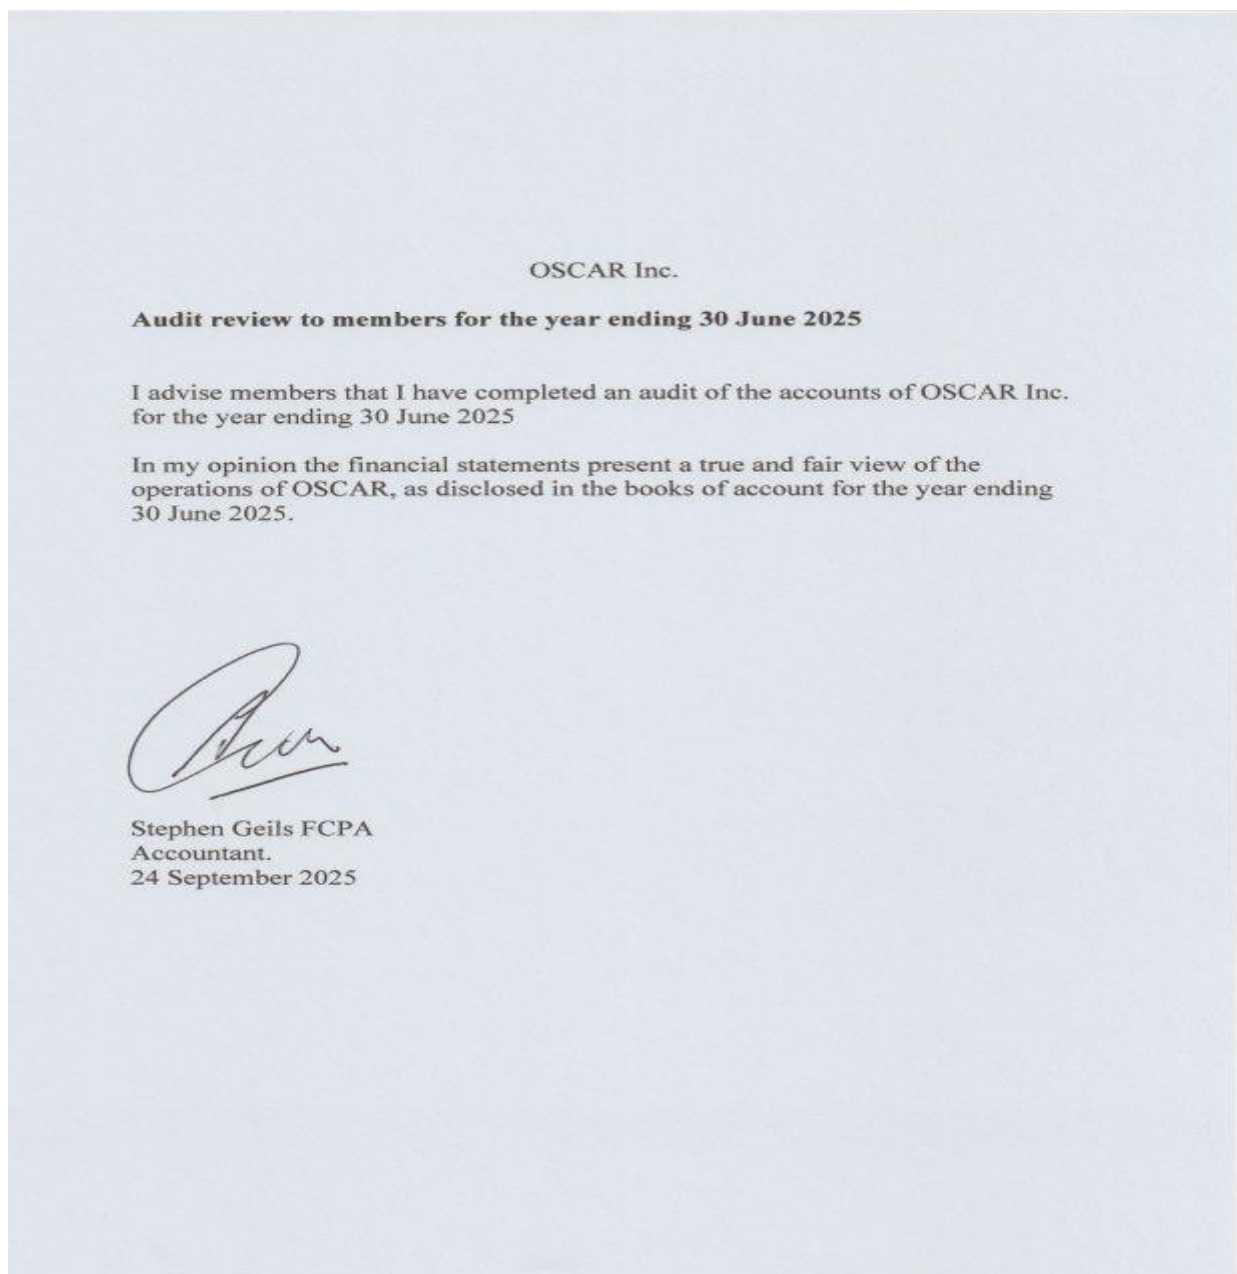 OSCAR Inc.
Audit review to members for the year ending 30 June 2025
I advise members that I have completed an audit of the accounts of OSCAR Inc.
for the year ending 30 June 2025
In my opinion the financial statements present a true and fair view of the
operations of OSCAR, as disclosed in the books of account for the year ending
30 June 2025.
Stephen Geils FCPA
Accountant.
24 September 2025